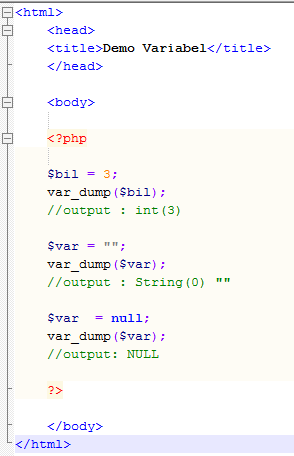 <html>
<head>
<title>Demo Variabel</title>
</head>
<body>
<?php
$bil = 3;
var_dump($bil);
//output : int(3)
$var = "";
var_dump($var);
//output : String(0) ""
$var  = null;
var_dump($var);
//output: NULL
?>
</body>
</html>